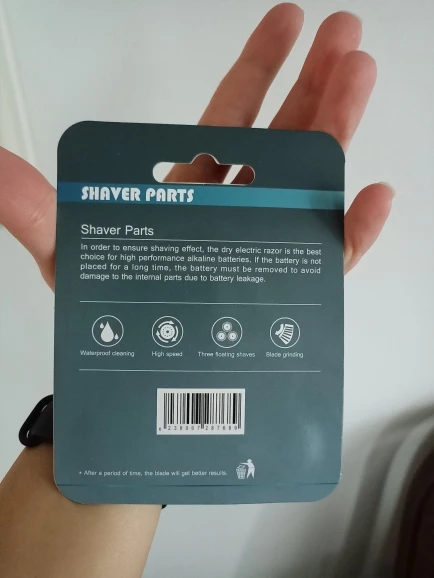 SHAVER PARTS
Shaver Parts
In order to ensure shaving effect, the dry electric razor is the best
choice for high performance alkaline batteries. If the battery is not
placed for a long time, the battery must be removed to avoid
damage to the internal parts due to battery leakage.
Waterproof cleaning High speed Three floating shaves Blade grinding
* After a period of time, the blade will get better results.